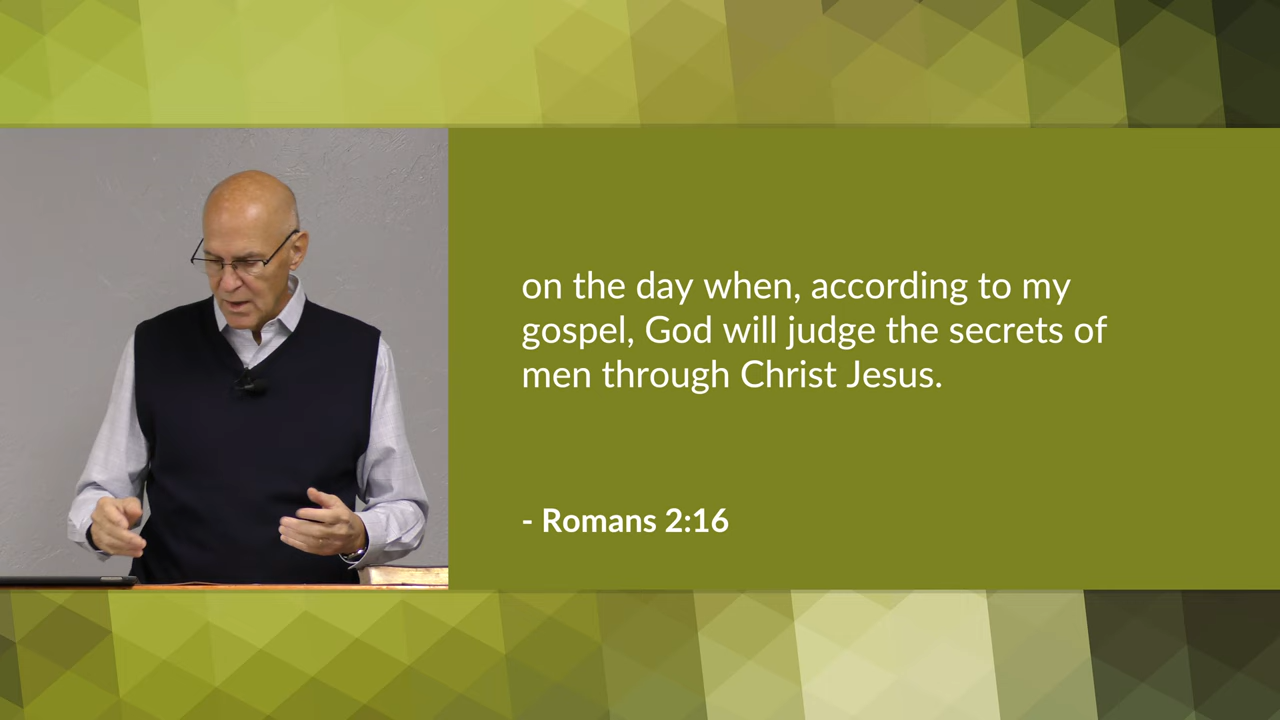 on the day when, according to my
gospel, God will judge the secrets of
men through Christ Jesus.
- Romans 2:16